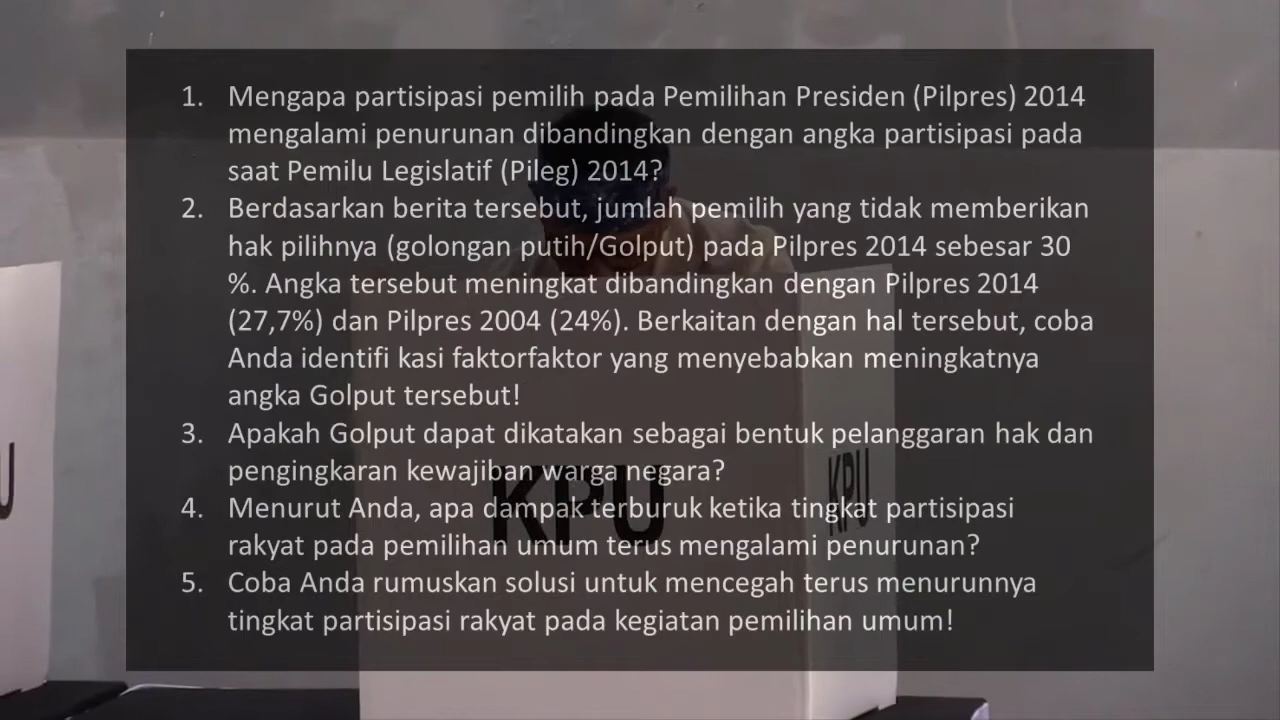 1. Mengapa partisipasi pemilih pada Pemilihan Presiden (Pilpres) 2014
mengalami penurunan dibandingkan dengan angka partisipasi pada
saat Pemilu Legislatif (Pileg) 2014?
2. Berdasarkan berita tersebut, jumlah pemilih yang tidak memberikan
hak pilihnya (golongan putih/Golput) pada Pilpres 2014 sebesar 30
%. Angka tersebut meningkat dibandingkan dengan Pilpres 2014
(27,7%) dan Pilpres 2004 (24%). Berkaitan dengan hal tersebut, coba
Anda identifi kasi faktorfaktor yang menyebabkan meningkatnya
angka Golput tersebut!
3. Apakah Golput dapat dikatakan sebagai bentuk pelanggaran hak dan
pengingkaran kewajiban warga negara?
4. Menurut Anda, apa dampak terburuk ketika tingkat partisipasi
rakyat pada pemilihan umum terus mengalami penurunan?
5. Coba Anda rumuskan solusi untuk mencegah terus menurunnya
tingkat partisipasi rakyat pada kegiatan pemilihan umum!
KPU
KPU
U